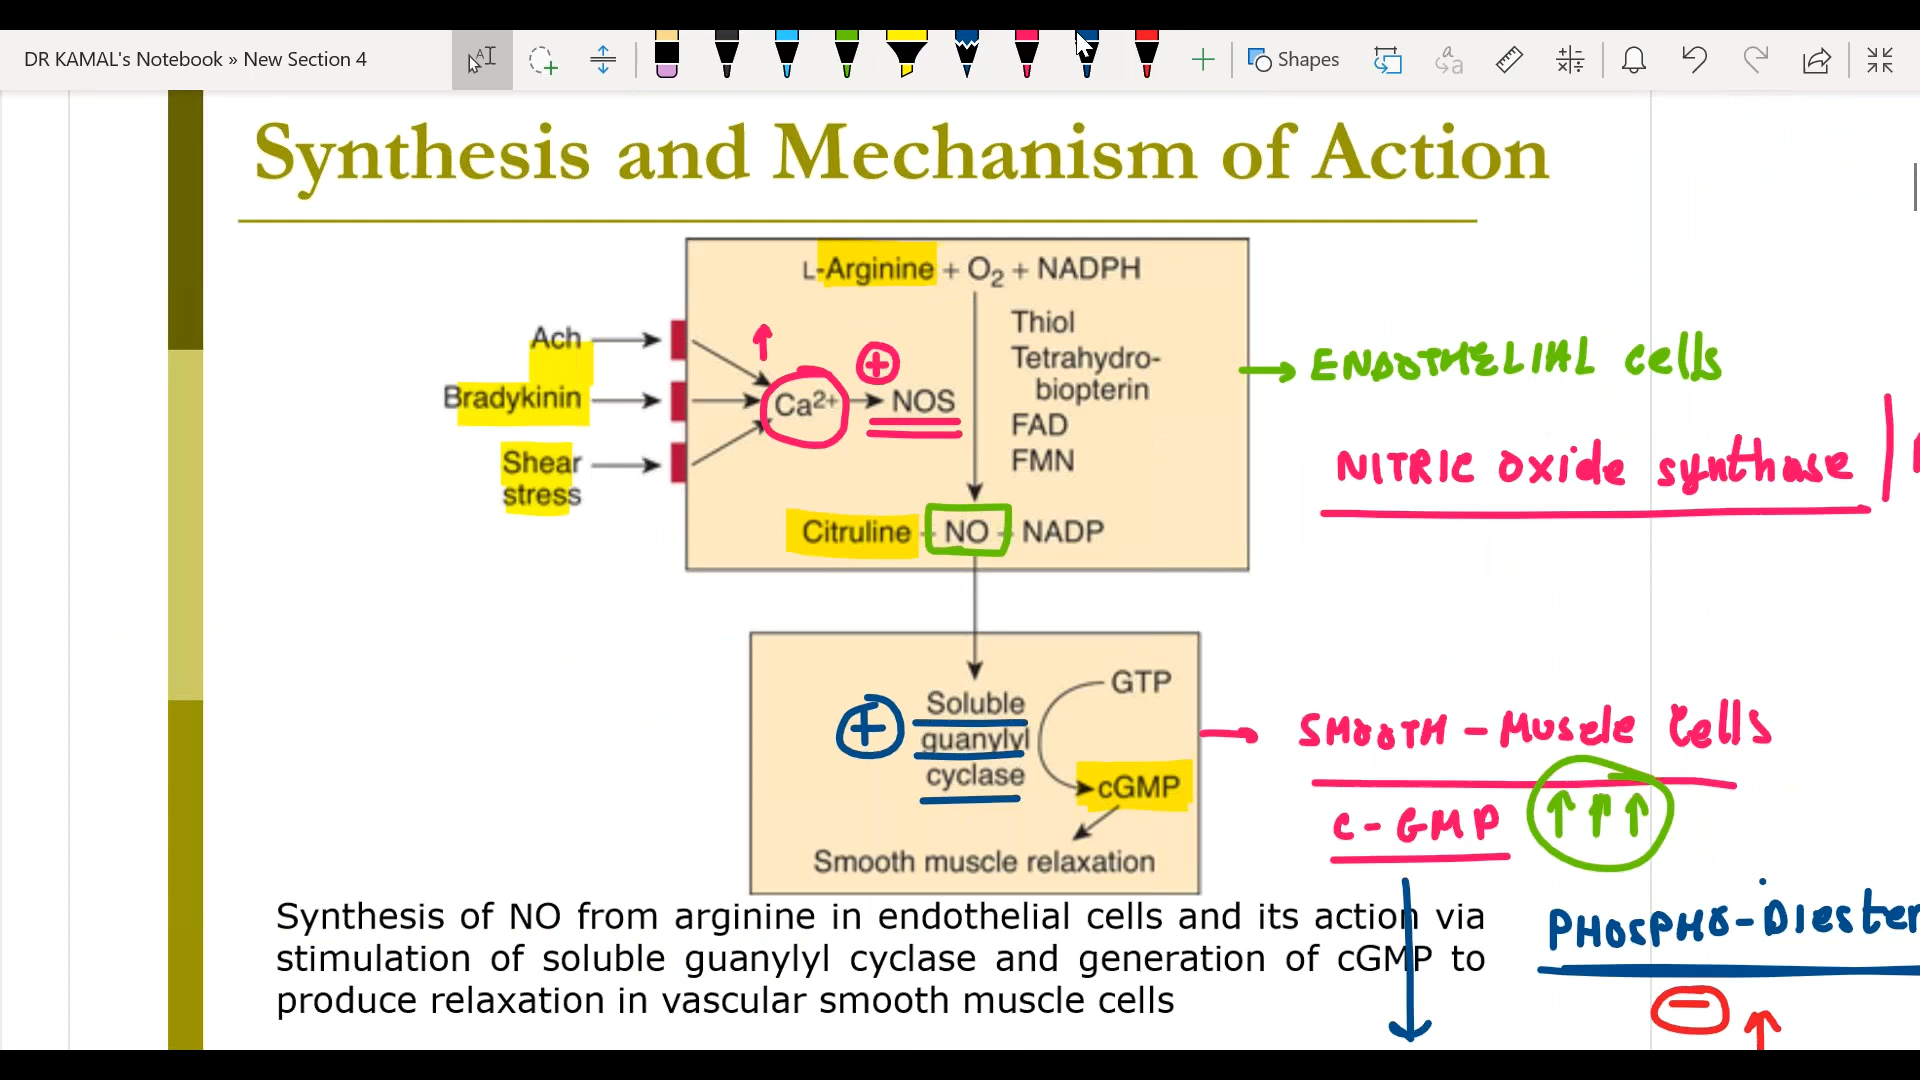 DR KAMAL's Notebook » New Section 4
Shapes
Synthesis and Mechanism of Action
L-Arginine + O2 + NADPH
Thiol
Tetrahydro-
biopterin
FAD
FMN
Ach
Bradykinin
Shear
stress
Ca2+
NOS
Citruline + NO + NADP
ENDOTHELIAL cells
NITRIC oxide synthase
Soluble
guanylyl
cyclase
GTP
cGMP
Smooth muscle relaxation
SMOOTH - Muscle Cells
C-GMP
PHOSPHO-Diester
Synthesis of NO from arginine in endothelial cells and its action via
stimulation of soluble guanylyl cyclase and generation of cGMP to
produce relaxation in vascular smooth muscle cells